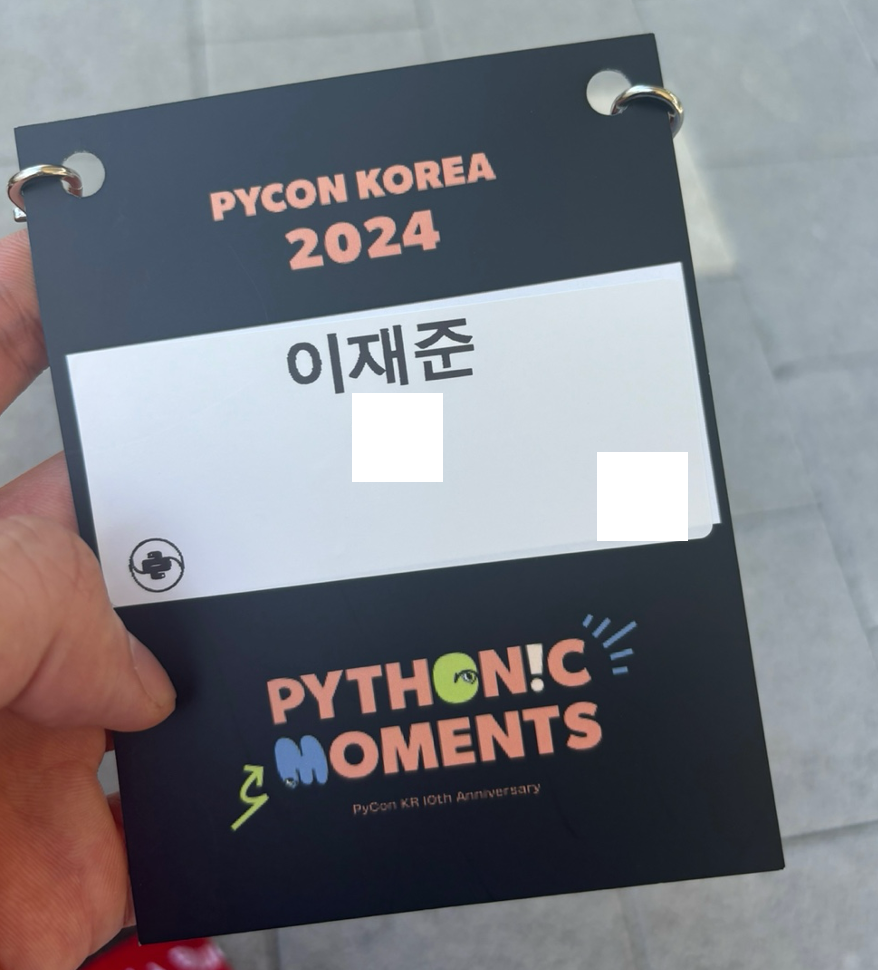 PYCON KOREA
2024
이재준
PYTHON!C
MOMENTS
PyCon KR 10th Anniversary